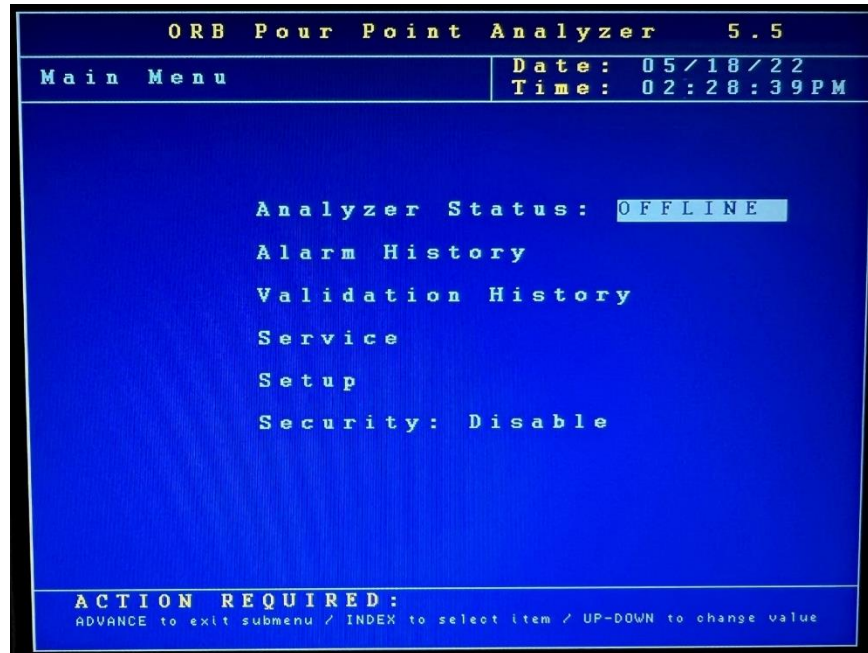 ORB Pour Point Analyzer 5.5
Main Menu
Date: 05/18/22
Time: 02:28:39PM
Analyzer Status: OFFLINE
Alarm History
Validation History
Service
Setup
Security: Disable
ACTION REQUIRED:
ADVANCE to exit submenu / INDEX to select item / UP-DOWN to change value